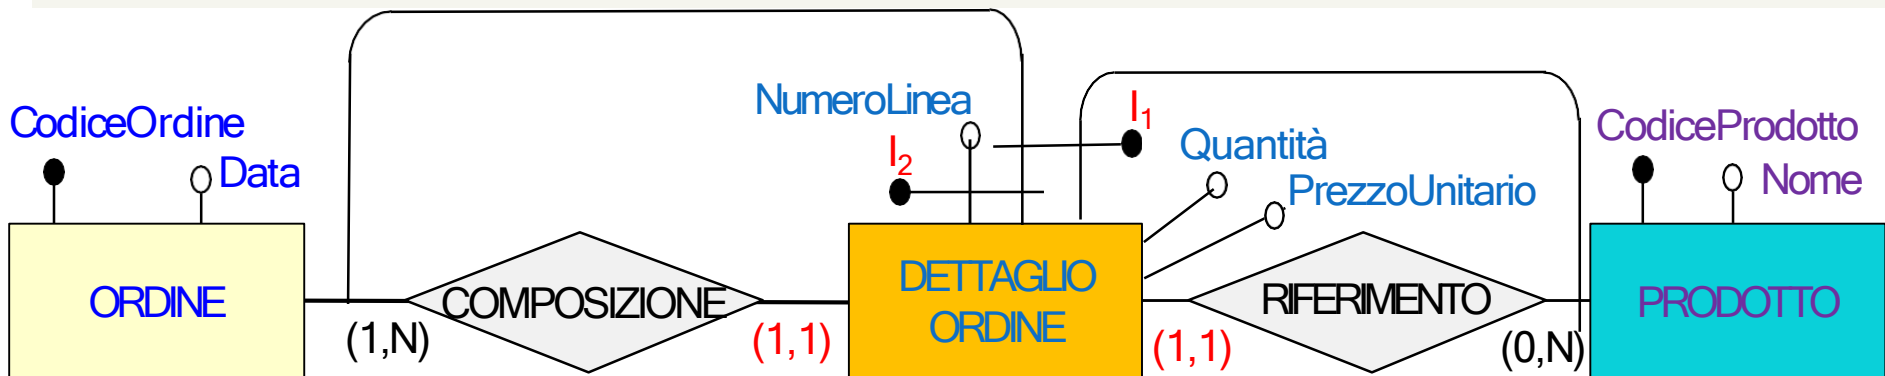 NumeroLinea
I1
CodiceOrdine
CodiceProdotto
I2
Quantità
Data
PrezzoUnitario
Nome
ORDINE
COMPOSIZIONE
DETTAGLIO
ORDINE
RIFERIMENTO
PRODOTTO
(1,N)
(1,1)
(1,1)
(0,N)